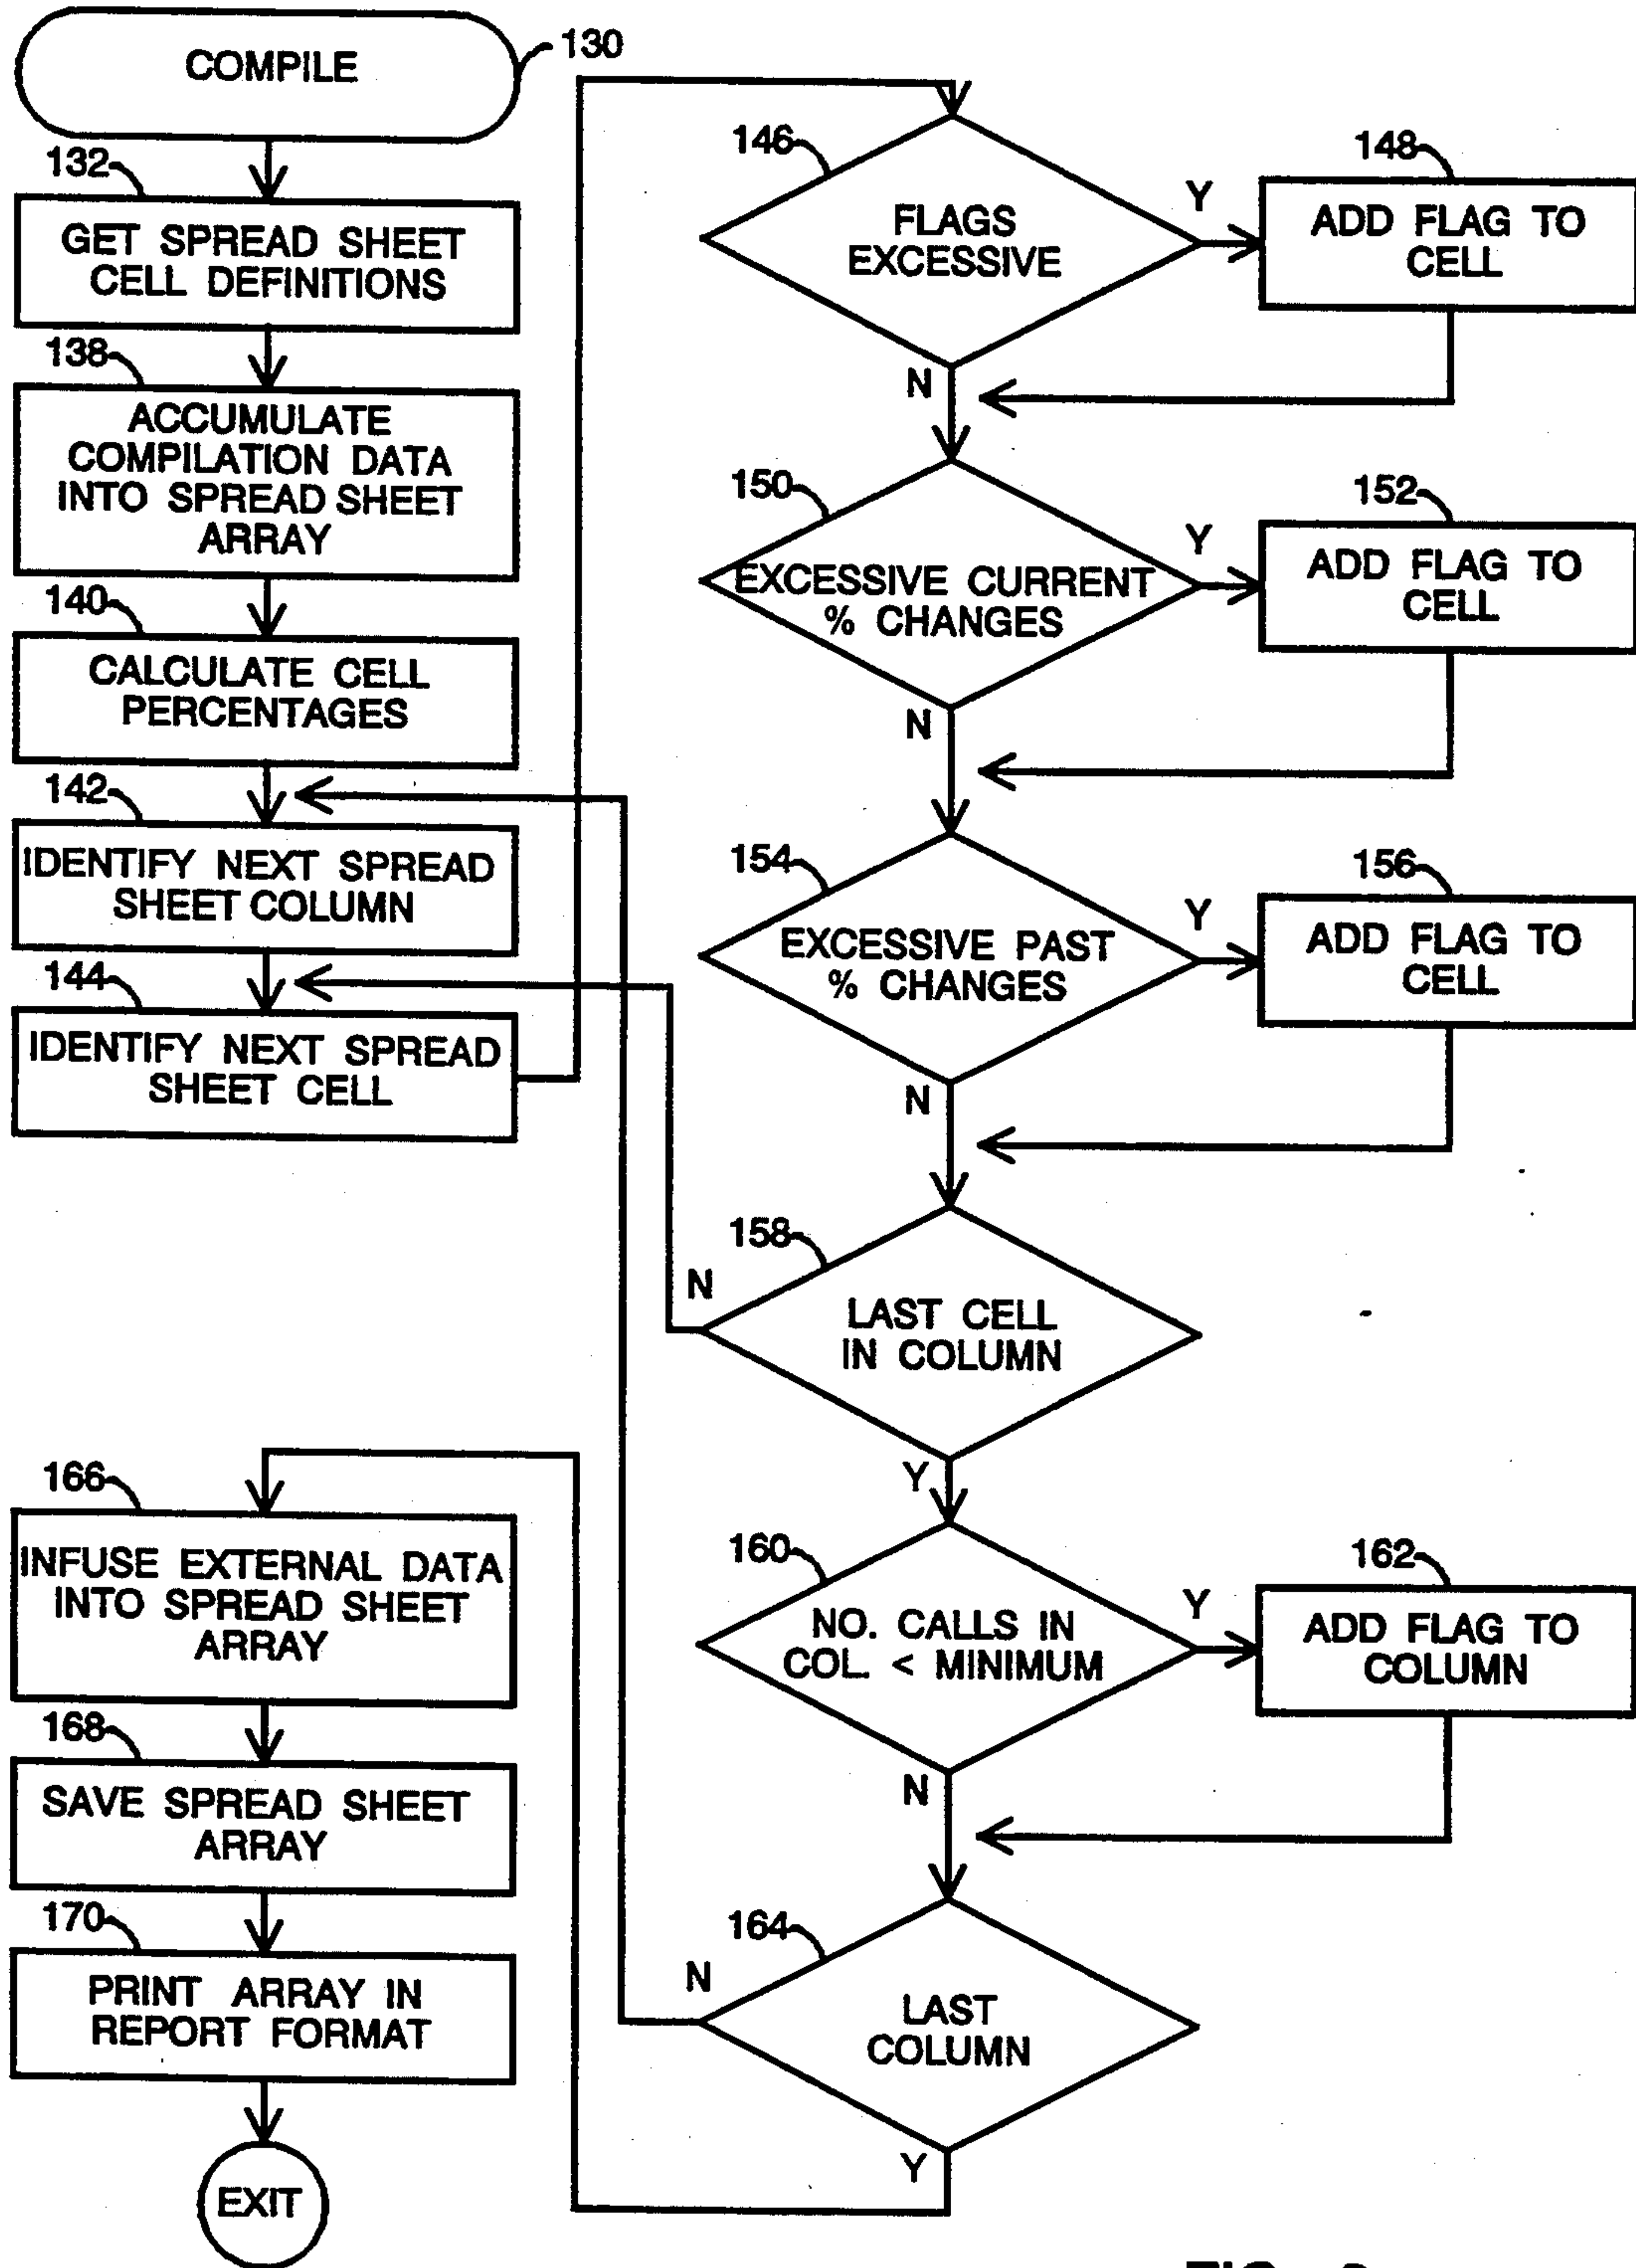 COMPILE
130
132
GET SPREAD SHEET
CELL DEFINITIONS
138
ACCUMULATE
COMPILATION DATA
INTO SPREAD SHEET
ARRAY
140
CALCULATE CELL
PERCENTAGES
142
IDENTIFY NEXT SPREAD
SHEET COLUMN
144
IDENTIFY NEXT SPREAD
SHEET CELL
146
FLAGS
EXCESSIVE
Y
N
148
ADD FLAG TO
CELL
150
EXCESSIVE CURRENT
% CHANGES
Y
N
152
ADD FLAG TO
CELL
154
EXCESSIVE PAST
% CHANGES
Y
N
156
ADD FLAG TO
CELL
158
N
LAST CELL
IN COLUMN
Y
160
NO. CALLS IN
COL. < MINIMUM
Y
N
162
ADD FLAG TO
COLUMN
164
N
LAST
COLUMN
Y
166
INFUSE EXTERNAL DATA
INTO SPREAD SHEET
ARRAY
168
SAVE SPREAD SHEET
ARRAY
170
PRINT ARRAY IN
REPORT FORMAT
EXIT